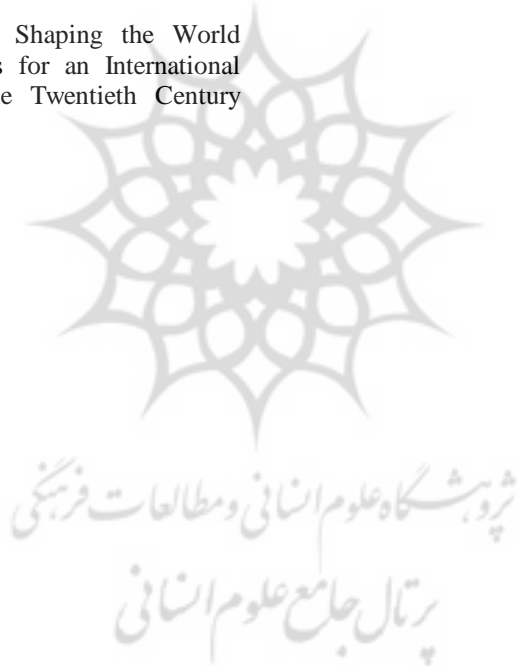 Shaping the World
s for an International
e Twentieth Century
پژوهشگاه علوم انسانی و مطالعات فرهنگی
پرتال جامع علوم انسانی